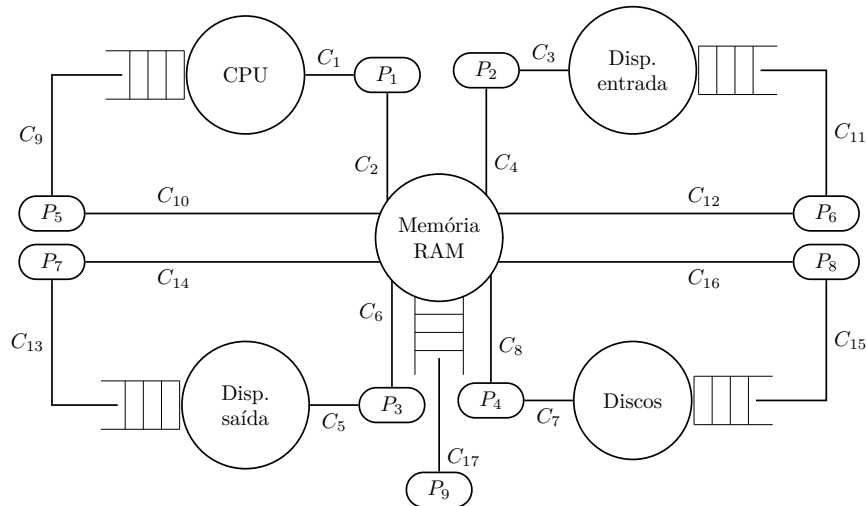 CPU
C₁
P₁
P₂
C₃
Disp.
entrada
C₉
C₂
C₄
C₁₁
P₅
C₁₀
Memória
RAM
C₁₂
P₆
P₇
C₁₄
C₁₆
P₈
C₁₃
C₆
C₈
C₁₅
Disp.
saída
C₅
P₃
P₄
C₇
Discos
C₁₇
P₉